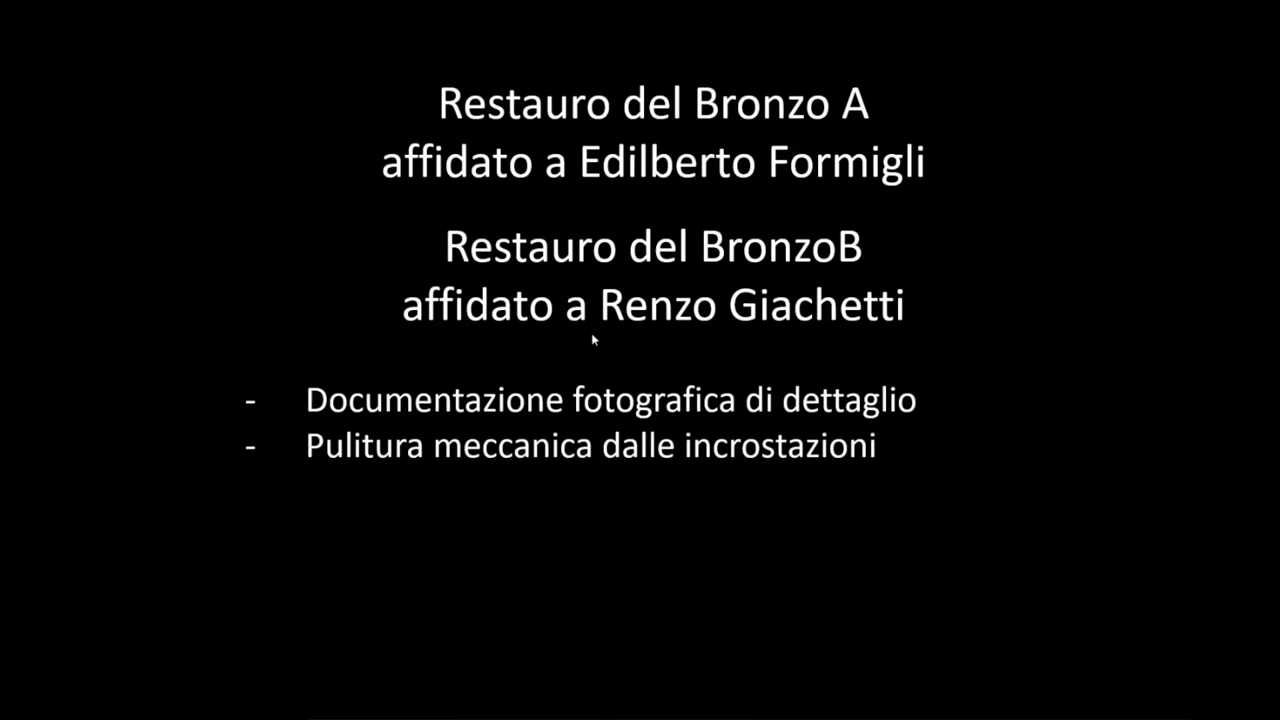 Restauro del Bronzo A
affidato a Edilberto Formigli
Restauro del BronzoB
affidato a Renzo Giachetti
- Documentazione fotografica di dettaglio
- Pulitura meccanica dalle incrostazioni